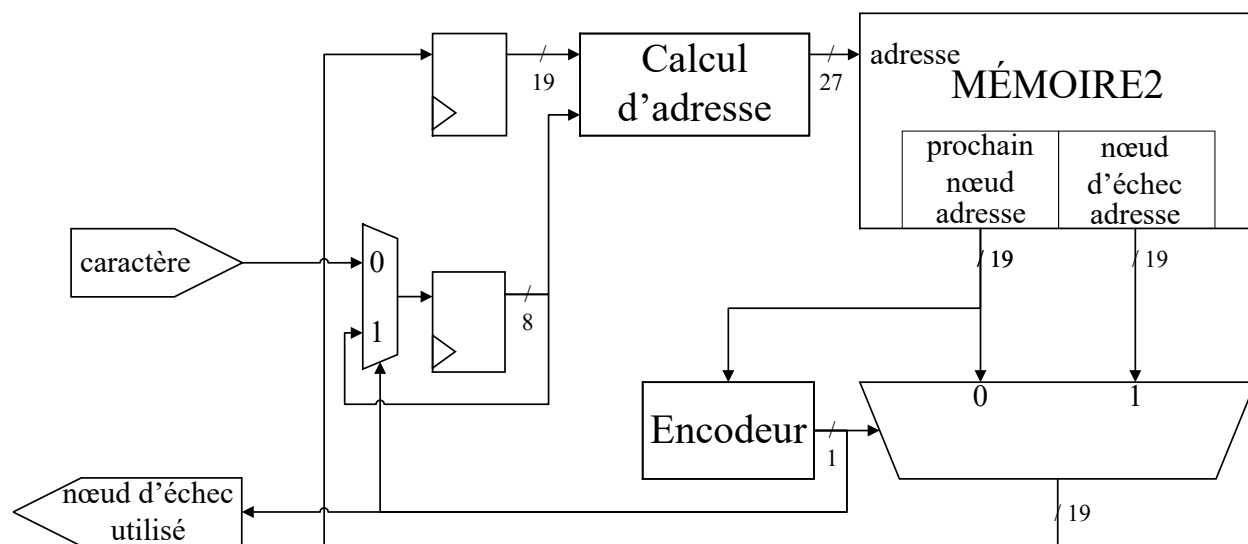 19
Calcul
d’adresse
27
adresse
MÉMOIRE2
prochain
nœud
adresse
nœud
d’échec
adresse
caractère
0
1
8
19
19
Encodeur
1
0
1
nœud d’échec
utilisé
19